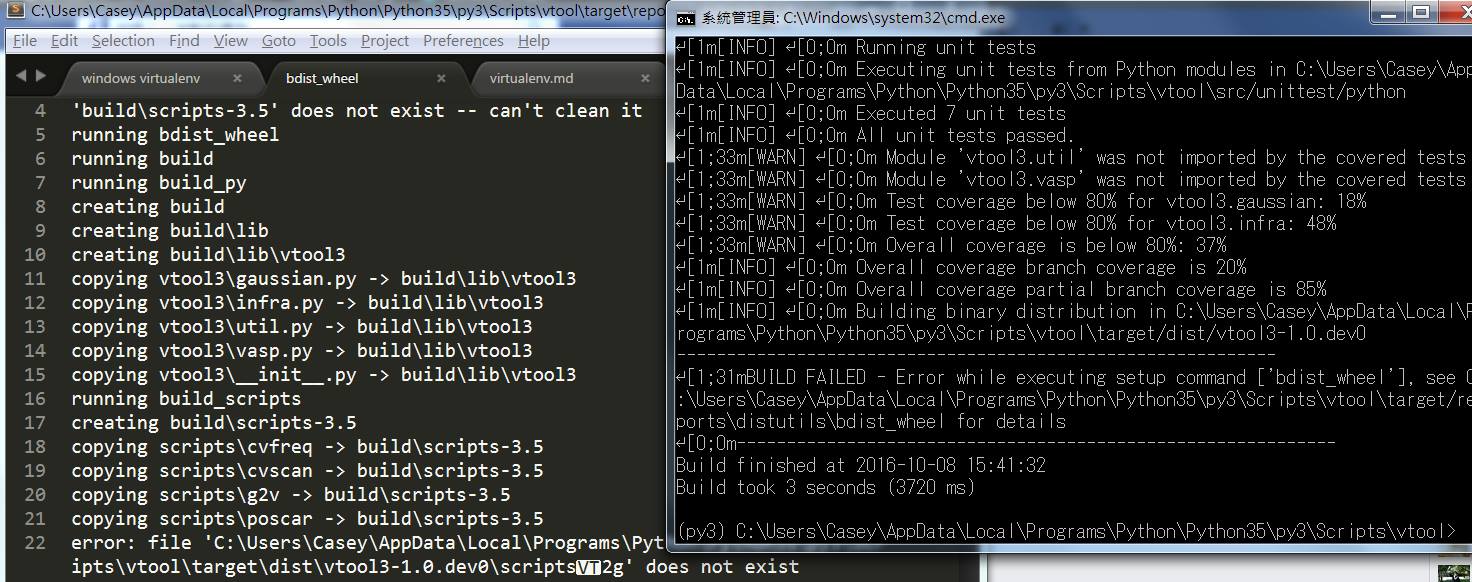 C:\Users\Casey\AppData\Local\Programs\Python\Python35\py3\Scripts\vtool\target\repo
File Edit Selection Find View Goto Tools Project Preferences Help
windows virtualenv × bdist_wheel × virtualenv.md ×
4 'build\scripts-3.5' does not exist -- can't clean it
5 running bdist_wheel
6 running build
7 running build_py
8 creating build
9 creating build\lib
10 creating build\lib\vtool3
11 copying vtool3\gaussian.py -> build\lib\vtool3
12 copying vtool3\infra.py -> build\lib\vtool3
13 copying vtool3\util.py -> build\lib\vtool3
14 copying vtool3\vasp.py -> build\lib\vtool3
15 copying vtool3\__init__.py -> build\lib\vtool3
16 running build_scripts
17 creating build\scripts-3.5
18 copying scripts\cvfreq -> build\scripts-3.5
19 copying scripts\cvscan -> build\scripts-3.5
20 copying scripts\g2v -> build\scripts-3.5
21 copying scripts\poscar -> build\scripts-3.5
22 error: file 'C:\Users\Casey\AppData\Local\Programs\Pyt
ipts\vtool\target\dist\vtool3-1.0.dev0\scriptsVT2g' does not exist
系統管理員: C:\Windows\system32\cmd.exe
↵[1m[INFO] ↵[0;0m Running unit tests
↵[1m[INFO] ↵[0;0m Executing unit tests from Python modules in C:\Users\Casey\App
Data\Local\Programs\Python\Python35\py3\Scripts\vtool\src/unittest/python
↵[1m[INFO] ↵[0;0m Executed 7 unit tests
↵[1m[INFO] ↵[0;0m All unit tests passed.
↵[1;33m[WARN] ↵[0;0m Module 'vtool3.util' was not imported by the covered tests
↵[1;33m[WARN] ↵[0;0m Module 'vtool3.vasp' was not imported by the covered tests
↵[1;33m[WARN] ↵[0;0m Test coverage below 80% for vtool3.gaussian: 18%
↵[1;33m[WARN] ↵[0;0m Test coverage below 80% for vtool3.infra: 48%
↵[1;33m[WARN] ↵[0;0m Overall coverage is below 80%: 37%
↵[1m[INFO] ↵[0;0m Overall coverage branch coverage is 20%
↵[1m[INFO] ↵[0;0m Overall coverage partial branch coverage is 85%
↵[1m[INFO] ↵[0;0m Building binary distribution in C:\Users\Casey\AppData\Local\P
rograms\Python\Python35\py3\Scripts\vtool\target/dist/vtool3-1.0.dev0
------------------------------------------------------------
↵[1;31mBUILD FAILED - Error while executing setup command ['bdist_wheel'], see C
:\Users\Casey\AppData\Local\Programs\Python\Python35\py3\Scripts\vtool\target/re
ports\distutils\bdist_wheel for details
↵[0;0m------------------------------------------------------------
Build finished at 2016-10-08 15:41:32
Build took 3 seconds (3720 ms)
(py3) C:\Users\Casey\AppData\Local\Programs\Python\Python35\py3\Scripts\vtool>